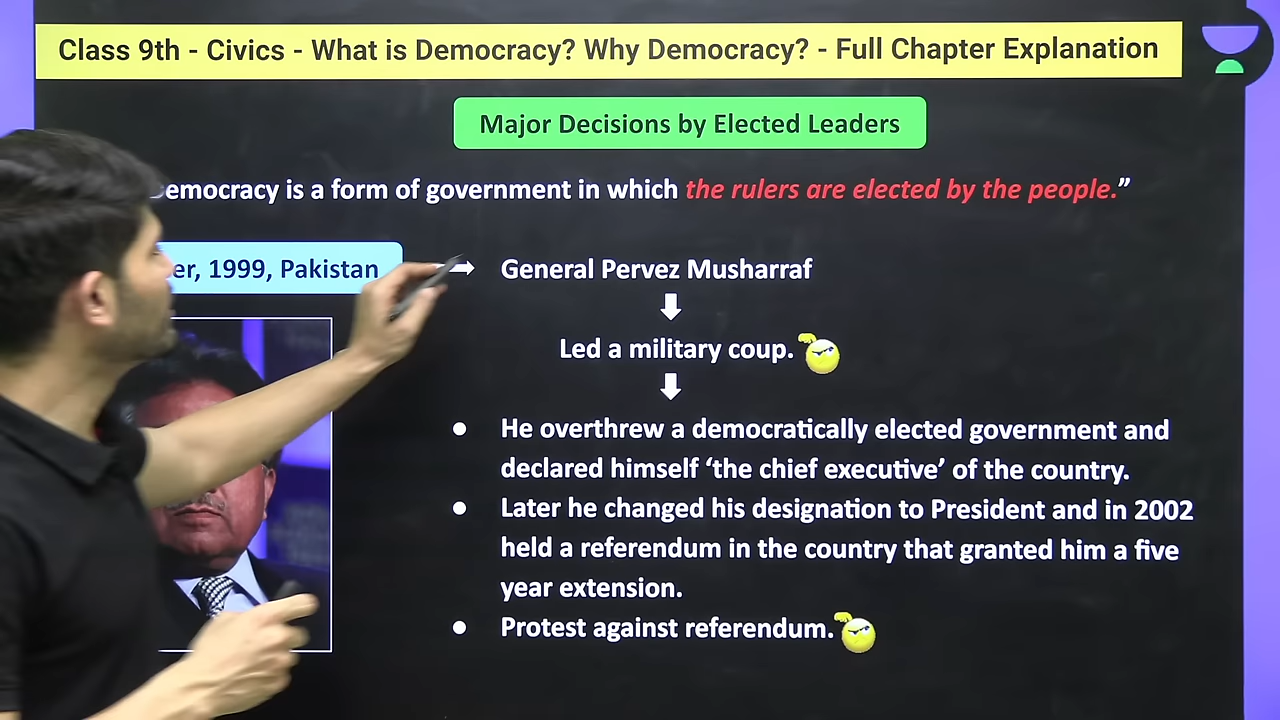 Class 9th - Civics - What is Democracy? Why Democracy? - Full Chapter Explanation
Major Decisions by Elected Leaders
emocracy is a form of government in which the rulers are elected by the people.”
er, 1999, Pakistan
General Pervez Musharraf
Led a military coup.
● He overthrew a democratically elected government and
declared himself ‘the chief executive’ of the country.
● Later he changed his designation to President and in 2002
held a referendum in the country that granted him a five
year extension.
● Protest against referendum.